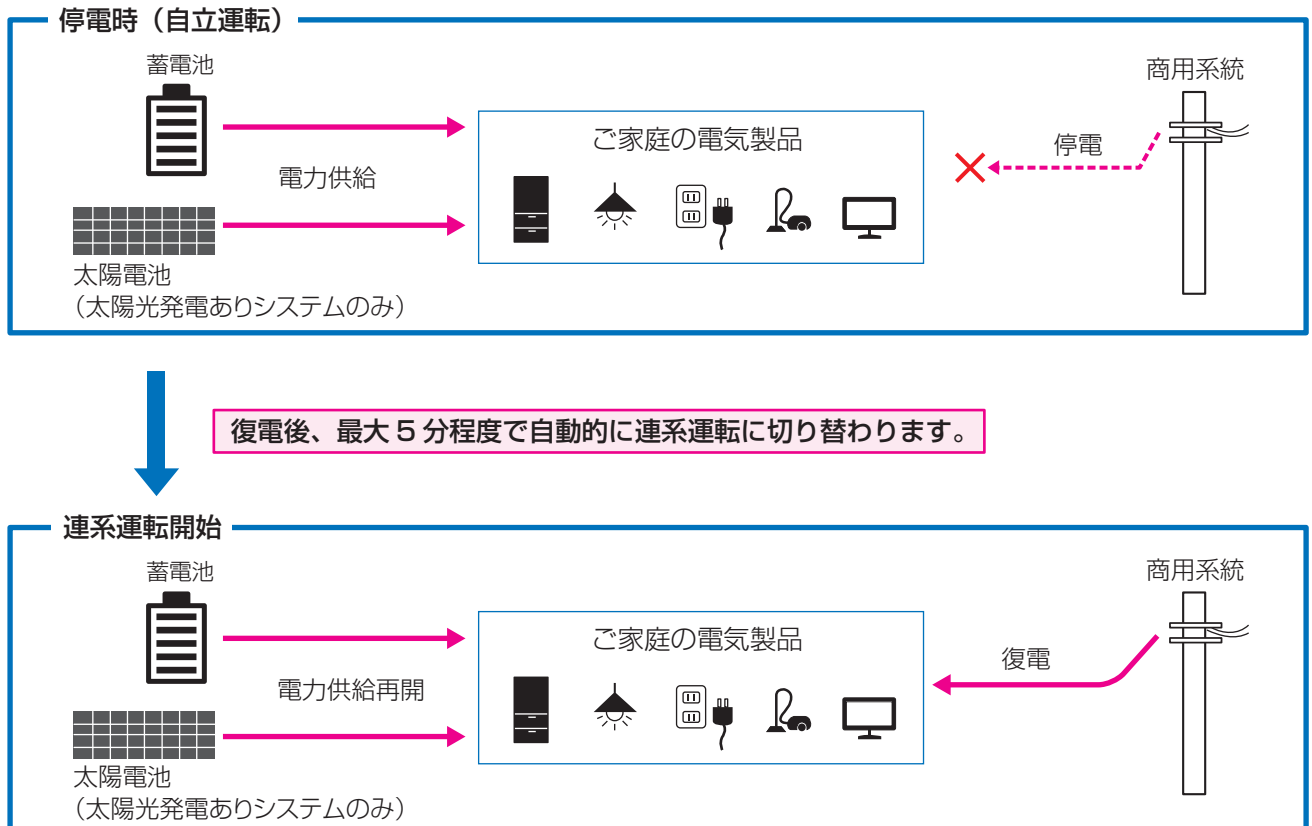 停電時（自立運転）
蓄電池
商用系統
ご家庭の電気製品
停電
電力供給
太陽電池
（太陽光発電ありシステムのみ）
復電後、最大 5 分程度で自動的に連系運転に切り替わります。
連系運転開始
蓄電池
商用系統
ご家庭の電気製品
復電
電力供給再開
太陽電池
（太陽光発電ありシステムのみ）